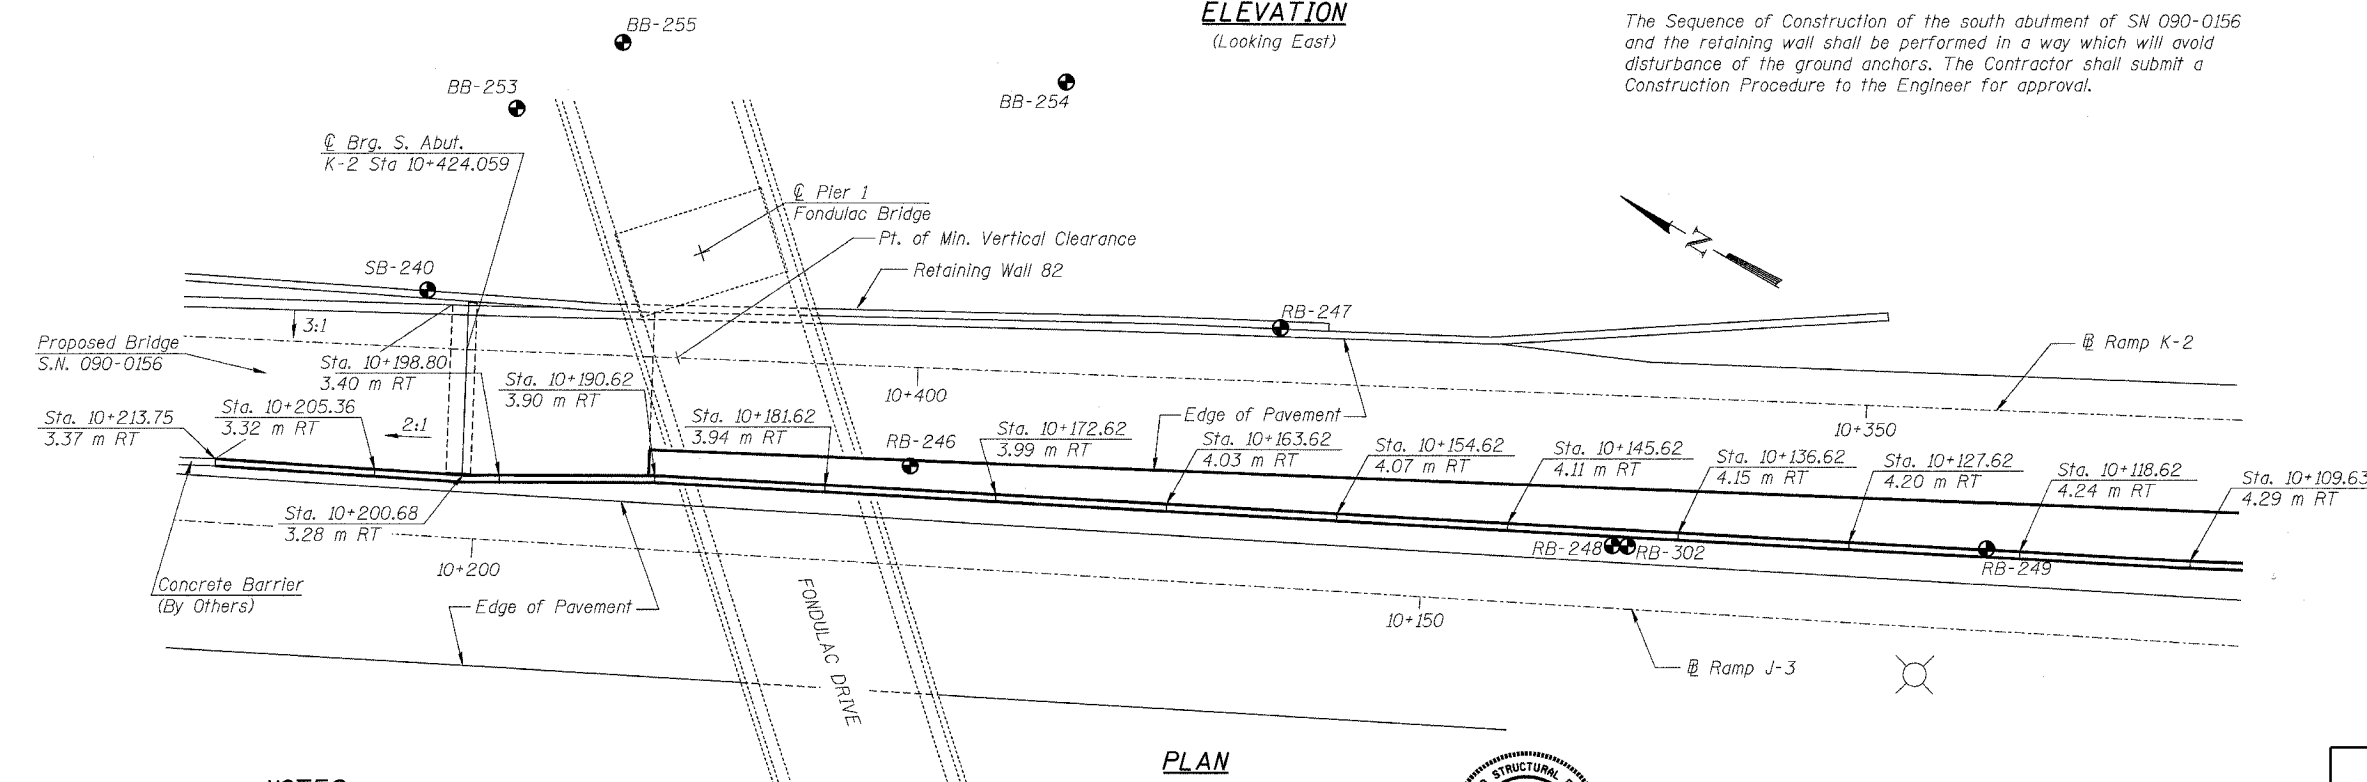 ELEVATION
(Looking East)
The Sequence of Construction of the south abutment of SN 090-0156
and the retaining wall shall be performed in a way which will avoid
disturbance of the ground anchors. The Contractor shall submit a
Construction Procedure to the Engineer for approval.
BB-255
BB-253
BB-254
℄ Brg. S. Abut.
K-2 Sta 10+424.059
℄ Pier 1
Fondulac Bridge
Pt. of Min. Vertical Clearance
Retaining Wall 82
N
SB-240
RB-247
3:1
Proposed Bridge
S.N. 090-0156
Ramp K-2
Sta. 10+198.80
3.40 m RT
Sta. 10+190.62
3.90 m RT
10+400
Edge of Pavement
10+350
Sta. 10+213.75
3.37 m RT
Sta. 10+205.36
3.32 m RT
2:1
Sta. 10+181.62
3.94 m RT
RB-246
Sta. 10+172.62
3.99 m RT
Sta. 10+163.62
4.03 m RT
Sta. 10+154.62
4.07 m RT
Sta. 10+145.62
4.11 m RT
Sta. 10+136.62
4.15 m RT
Sta. 10+127.62
4.20 m RT
Sta. 10+118.62
4.24 m RT
Sta. 10+109.63
4.29 m RT
Sta. 10+200.68
3.28 m RT
RB-248
RB-302
RB-249
10+200
Concrete Barrier
(By Others)
Edge of Pavement
FONDULAC DRIVE
10+150
Ramp J-3
PLAN
STRUCTURAL